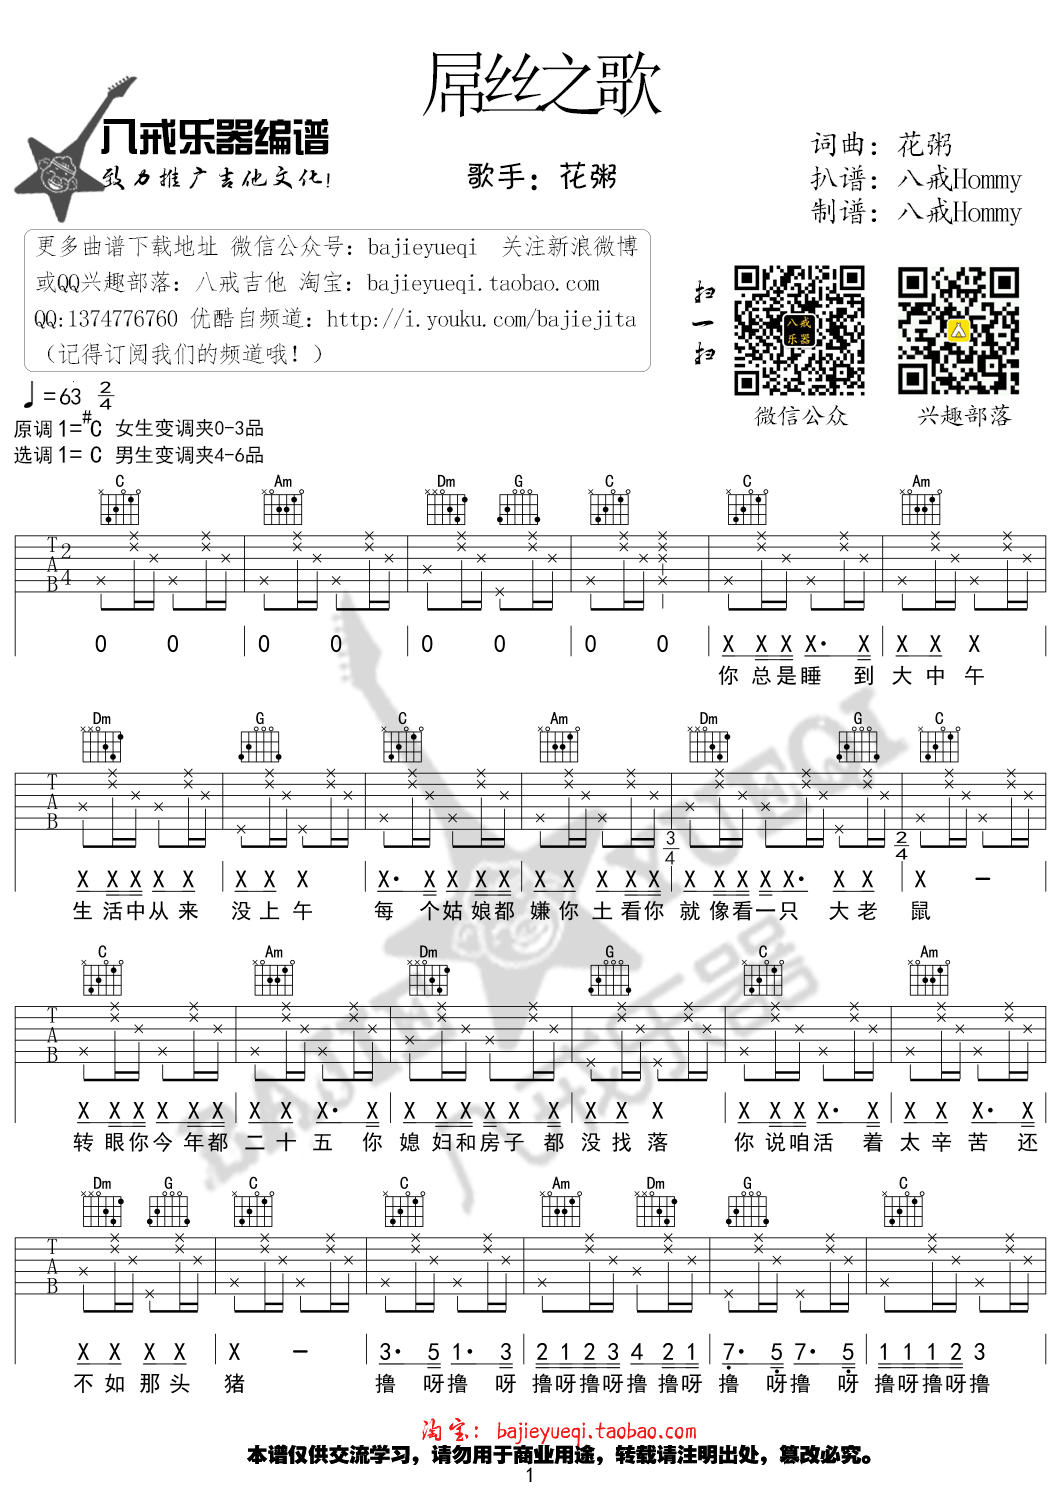 屌丝之歌
八戒乐器编谱
致力推广吉他文化!
歌手：花粥
词曲：花粥
扒谱：八戒Hommy
制谱：八戒Hommy
更多曲谱下载地址 微信公众号：bajieyueqi 关注新浪微博
或QQ兴趣部落：八戒吉他 淘宝：bajieyueqi.taobao.com
QQ:1374776760 优酷自频道：http://i.youku.com/bajiejita
（记得订阅我们的频道哦！）
扫一扫
八戒乐器
微信公众
兴趣部落
♩=63 2/4
原调 1=#C 女生变调夹0-3品
选调 1= C 男生变调夹4-6品
C Am Dm G C C Am
T A B 2 4
0 0 0 0 0 0 0 0 X X X X· X X X X
你 总是睡 到 大 中 午
Dm G C Am Dm G C
T A B 3/4 2/4
X X X X X X X X X· X X X X X X X X X X X X X· X X X –
生 活中从 来 没 上 午 每 个姑 娘都 嫌你 土看你 就 像看一只 大 老 鼠
C Am Dm G C Am
T A B
X X X X X X X X X· X X X X X X X X X X X X X X· X X X X· X
转 眼你今 年都 二 十 五 你 媳 妇和房 子 都 没 找 落 你 说咱活 着 太 辛 苦 还
Dm G C C Am Dm G C
T A B
X X X X X – 3· 5 1· 3 2 1 2 3 4 2 1 7· 5 7· 5 1 1 1 2 3
不 如 那 头 猪 撸 呀撸 呀 撸呀撸呀撸撸呀 撸 呀撸 呀 撸呀撸呀撸
淘宝：bajieyueqi.taobao.com
本谱仅供交流学习，请勿用于商业用途，转载请注明出处，篡改必究。
1
BAJIE YUEQI
八戒乐器